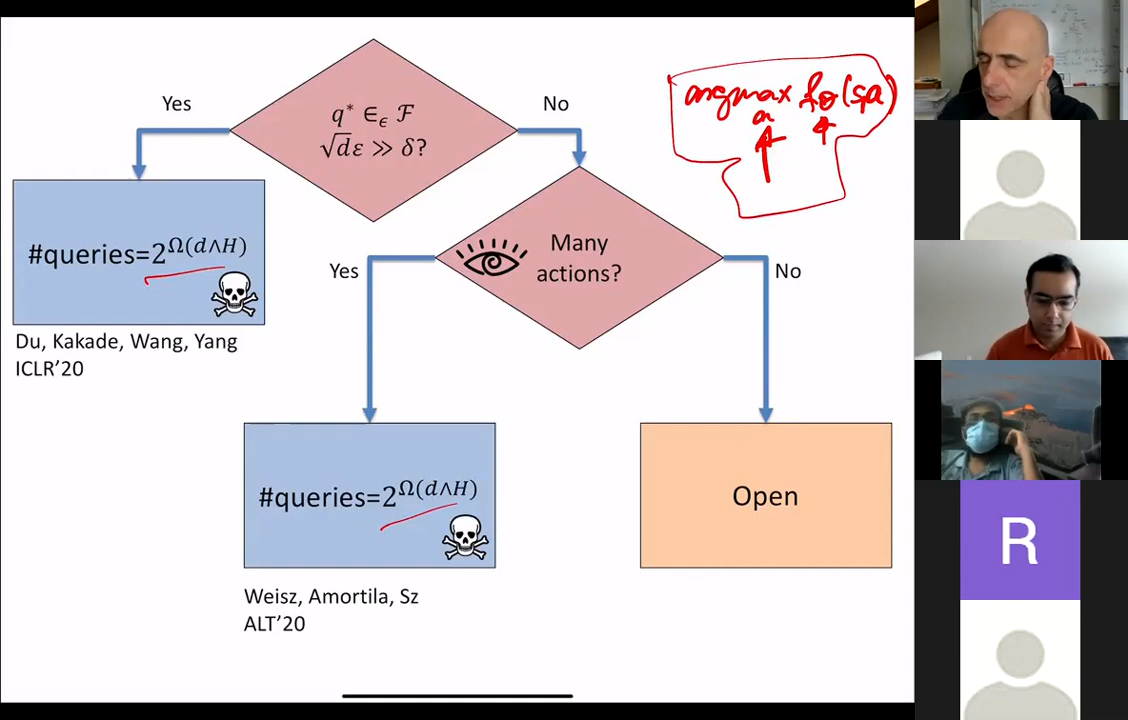 Yes
q* ∈_ϵ ℱ
√dε ≫ δ?
No
argmax f_θ(s,a)
a
#queries=2^Ω(d∧H)
Du, Kakade, Wang, Yang
ICLR'20
Yes
Many
actions?
No
#queries=2^Ω(d∧H)
Weisz, Amortila, Sz
ALT'20
Open
R